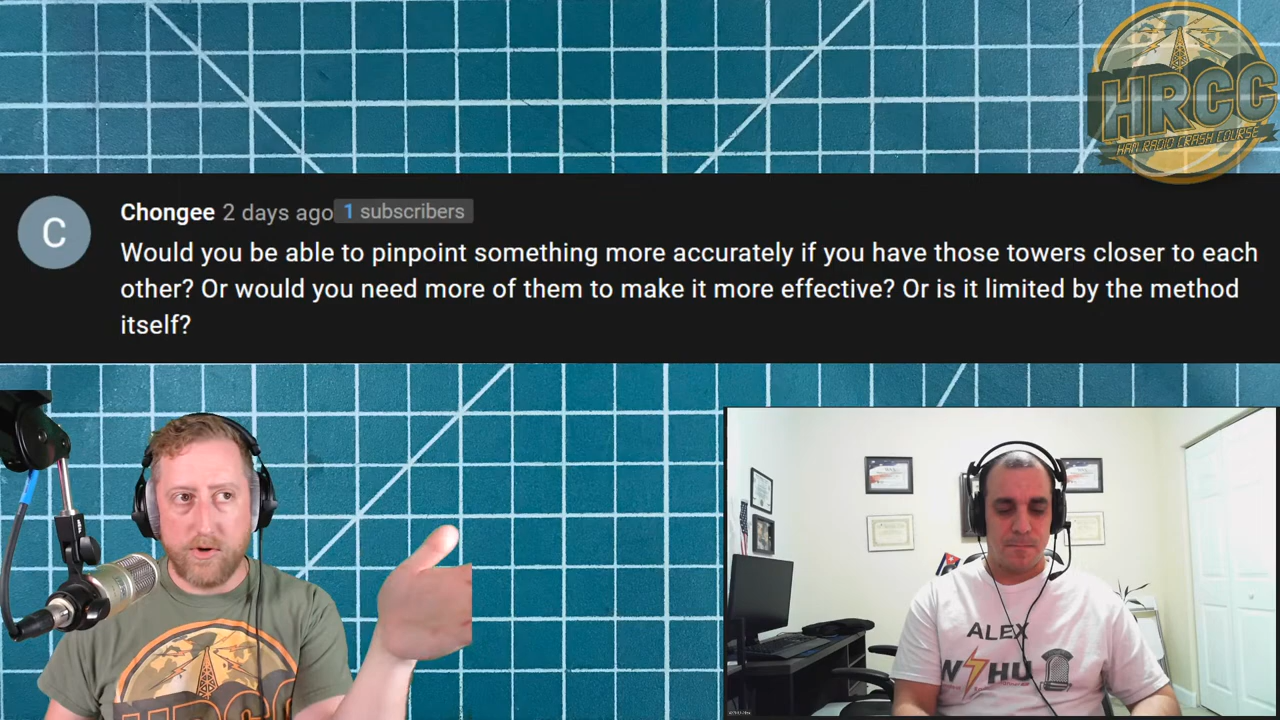 HRCC
HAM RADIO CRASH COURSE
C
Chongee 2 days ago 1 subscribers
Would you be able to pinpoint something more accurately if you have those towers closer to each
other? Or would you need more of them to make it more effective? Or is it limited by the method
itself?
HRCC
ALEX